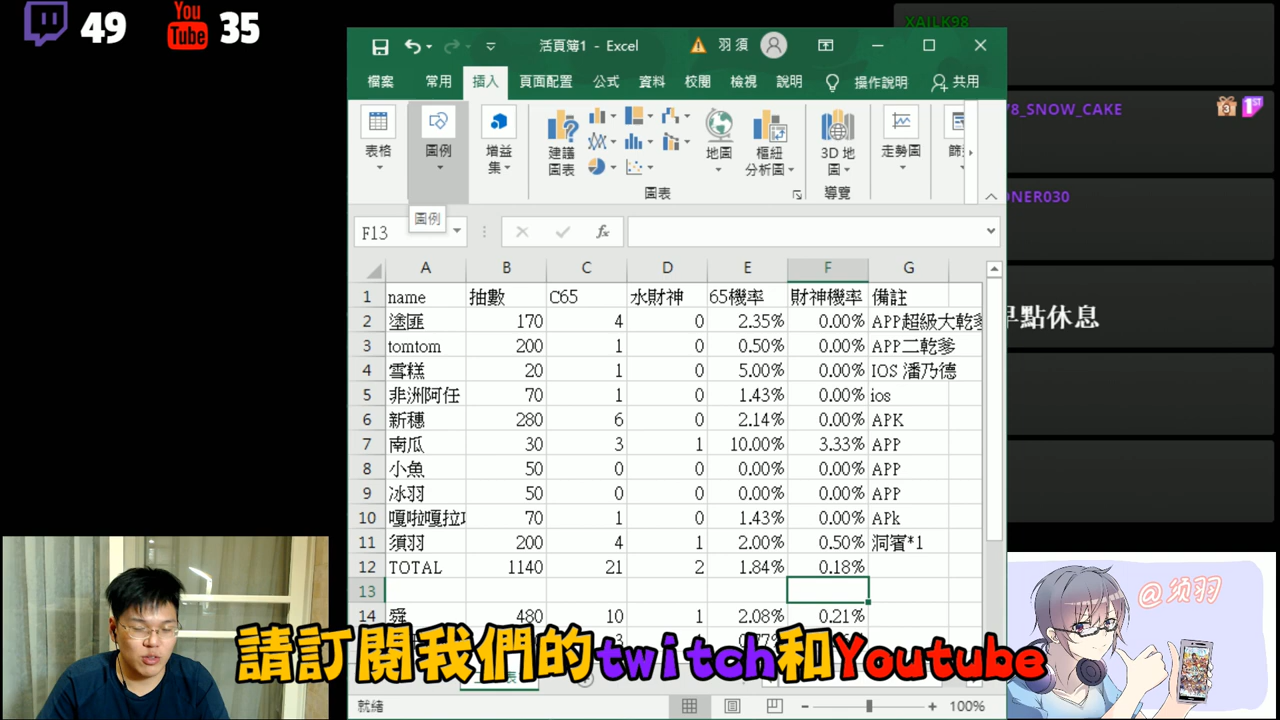 49 You Tube 35
活頁簿1 - Excel 羽 須
檔案 常用 插入 頁面配置 公式 資料 校閱 檢視 說明 操作說明 共用
表格 圖例 增益集 建議圖表 地圖 樞紐分析圖 3D 地圖 走勢圖
圖表 導覽
圖例
F13 fx
A B C D E F G
1 name 抽數 C65 水財神 65機率 財神機率 備註
2 塗匪 170 4 0 2.35% 0.00% APP超級大乾爹
3 tomtom 200 1 0 0.50% 0.00% APP二乾爹
4 雪糕 20 1 0 5.00% 0.00% IOS 潘乃德
5 非洲阿任 70 1 0 1.43% 0.00% ios
6 新穗 280 6 0 2.14% 0.00% APK
7 南瓜 30 3 1 10.00% 3.33% APP
8 小魚 50 0 0 0.00% 0.00% APP
9 冰羽 50 0 0 0.00% 0.00% APP
10 嘎啦嘎拉 70 1 0 1.43% 0.00% APk
11 須羽 200 4 1 2.00% 0.50% 洞賓*1
12 TOTAL 1140 21 2 1.84% 0.18%
13
14 舜 480 10 1 2.08% 0.21%
請訂閱我們的twitch和Youtube
就緒 100%
XAILK98
78_SNOW_CAKE
NER030
早點休息
@須羽